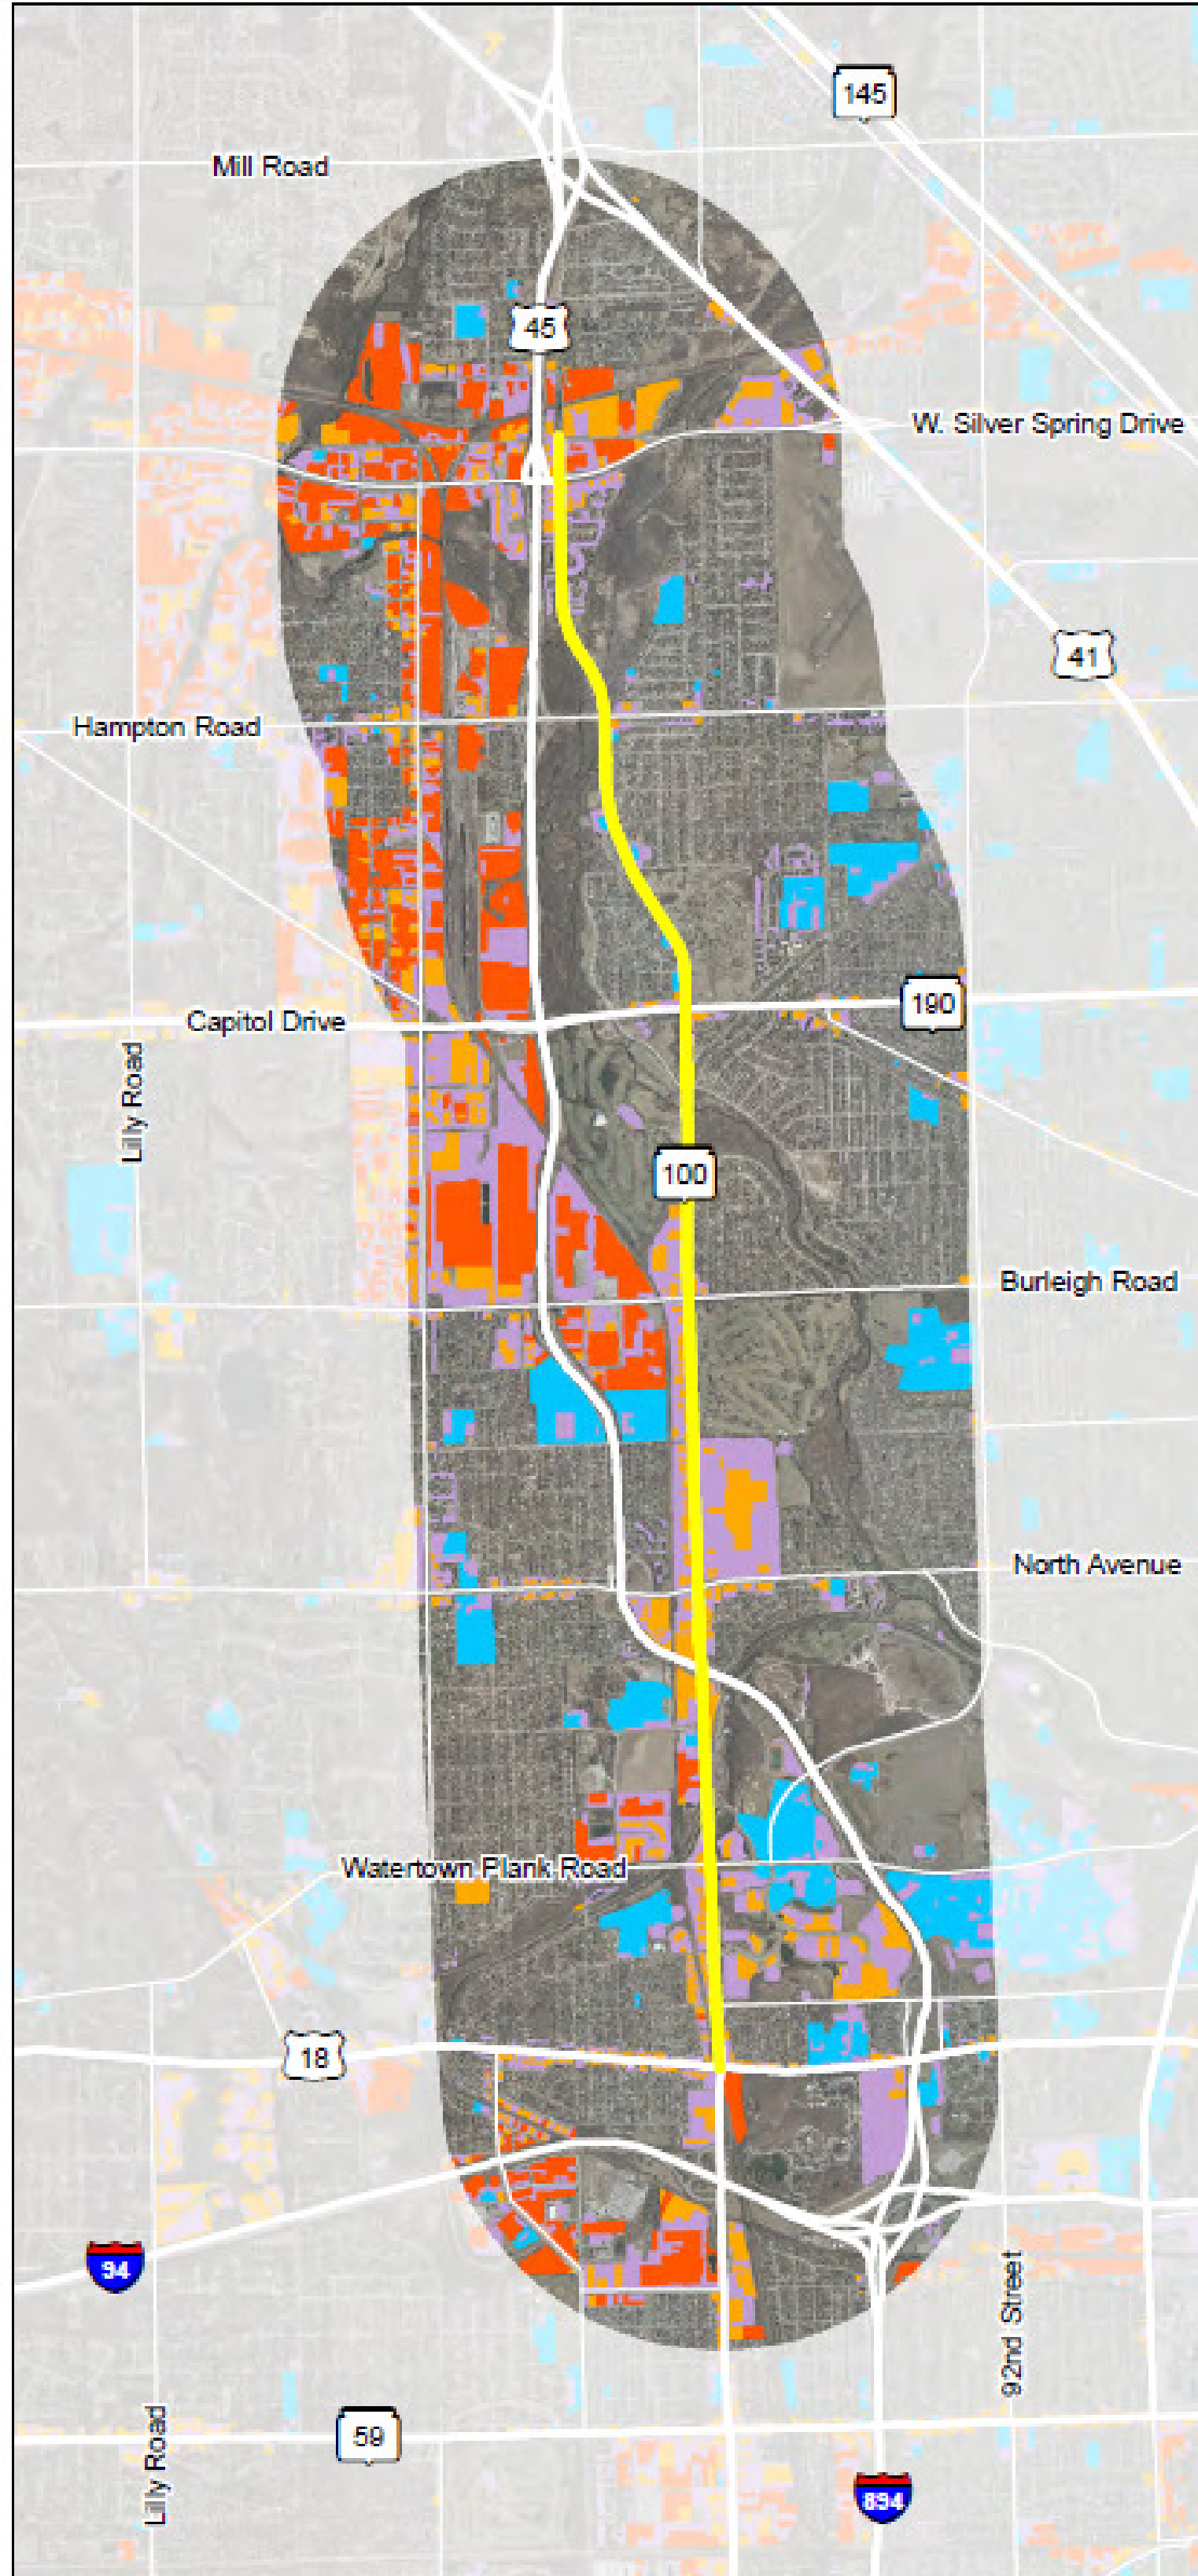 145
Mill Road
45
W. Silver Spring Drive
41
Hampton Road
190
Capitol Drive
Lilly Road
100
Burleigh Road
North Avenue
Watertown Plank Road
18
94
92nd Street
Lilly Road
59
894